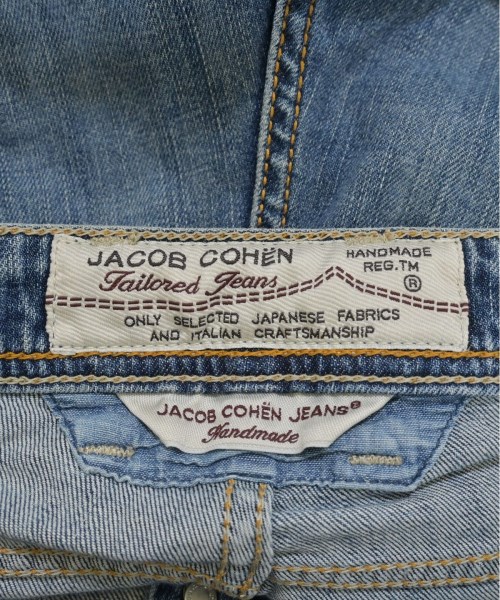 JACOB COHËN
HANDMADE
REG.TM
Tailored Jeans
®
ONLY SELECTED JAPANESE FABRICS
AND ITALIAN CRAFTSMANSHIP
JACOB COHËN JEANS®
Handmade